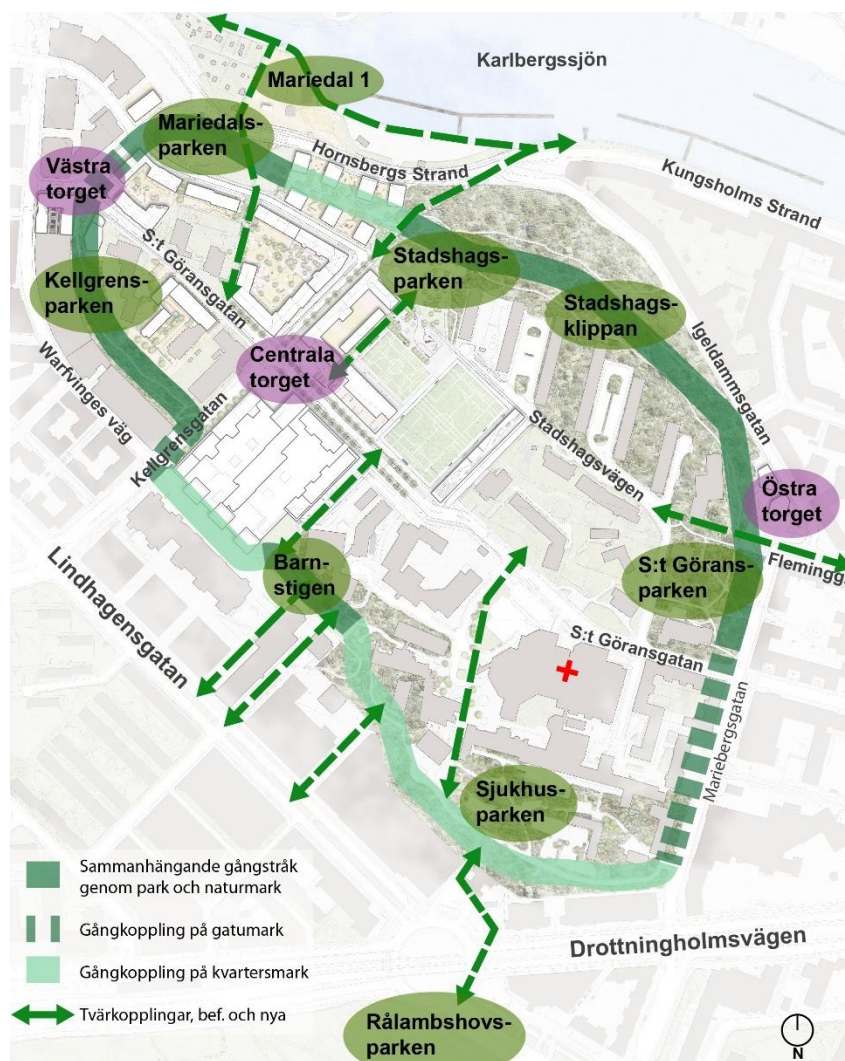 Karlbergssjön
Mariedal 1
Mariedals-
parken
Hornsbergs Strand
Västra
torget
Kungsholms Strand
S:t Göransgatan
Stadshags-
parken
Kellgrens-
parken
Stadshags-
klippan
Igeldammsgatan
Centrala
torget
Warfvinges väg
Kellgrensgatan
Stadshagsvägen
Östra
torget
Barn-
stigen
S:t Görans-
parken
Flemingg
Lindhagensgatan
S:t Göransgatan
Mariebergsgatan
Sjukhus-
parken
Sammanhängande gångstråk
genom park och naturmark
Gångkoppling på gatumark
Gångkoppling på kvartersmark
Tvärkopplingar, bef. och nya
Drottningholmsvägen
Rålambshovs-
parken
N